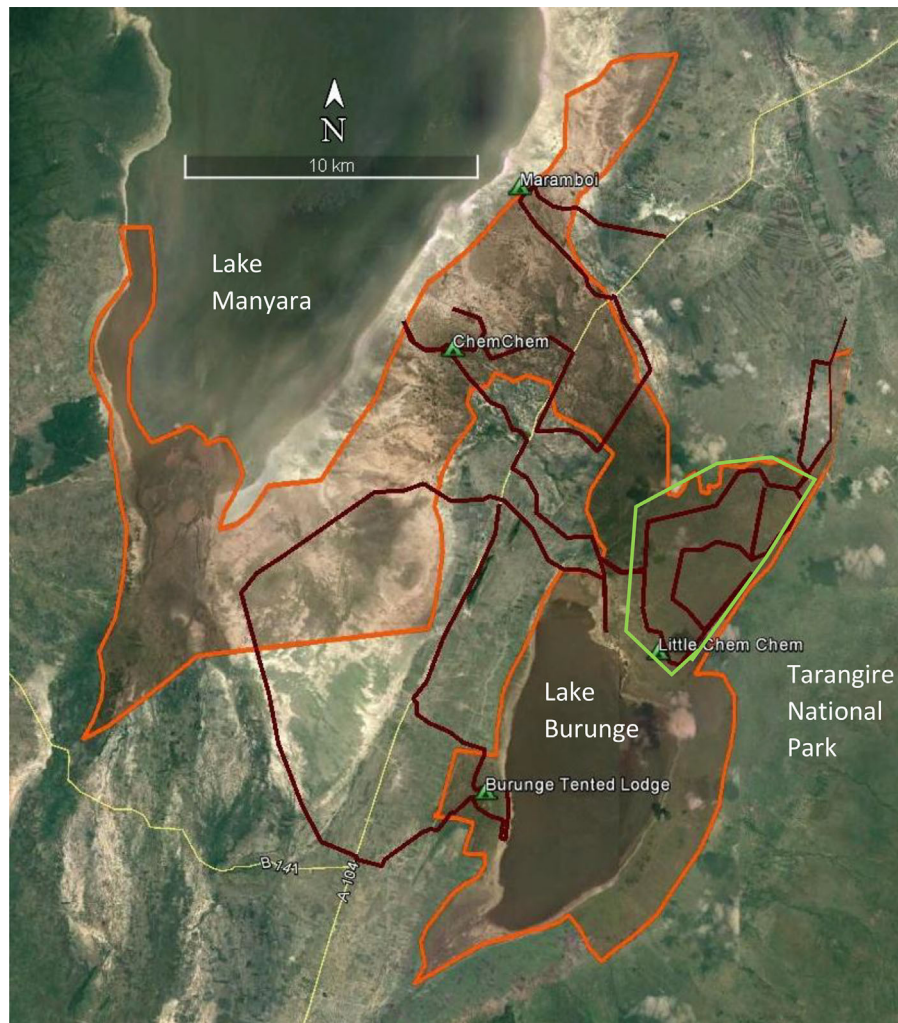 N
10 km
Maramboi
Lake
Manyara
ChemChem
Little Chem Chem
Tarangire
National
Park
Lake
Burunge
Burunge Tented Lodge
B 141
A 104